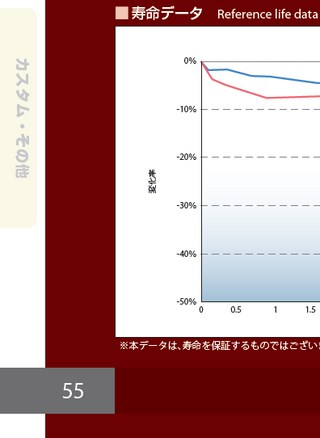 ■ 寿命データ Reference life data
カスタム・その他
0%
-10%
-20%
-30%
-40%
-50%
変化率
0 0.5 1 1.5
※本データは、寿命を保証するものではござい
55